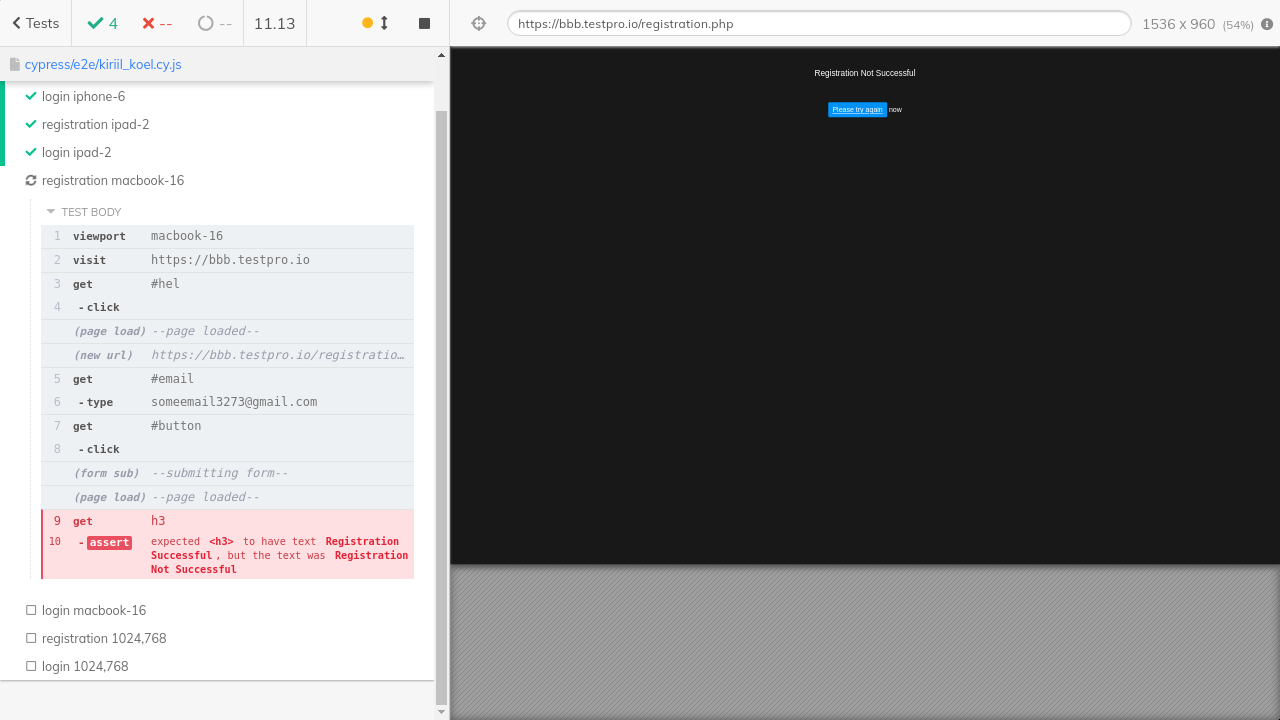 Tests 4 -- -- 11.13
https://bbb.testpro.io/registration.php 1536 x 960 (54%)
cypress/e2e/kiriil_koel.cy.js
login iphone-6
registration ipad-2
login ipad-2
registration macbook-16
TEST BODY
1 viewport macbook-16
2 visit https://bbb.testpro.io
3 get #hel
4 -click
(page load) --page loaded--
(new url) https://bbb.testpro.io/registratio…
5 get #email
6 -type someemail3273@gmail.com
7 get #button
8 -click
(form sub) --submitting form--
(page load) --page loaded--
9 get h3
10 -assert expected <h3> to have text Registration
Successful, but the text was Registration
Not Successful
login macbook-16
registration 1024,768
login 1024,768
Registration Not Successful
Please try again now